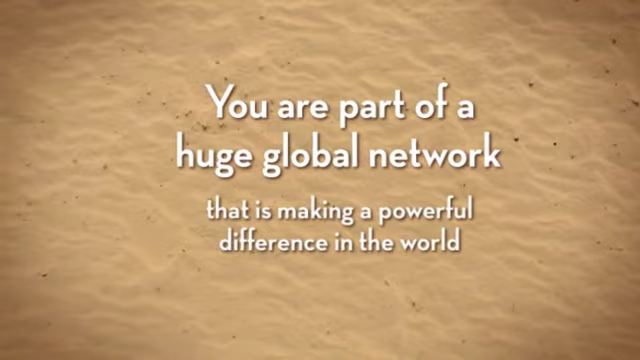 You are part of a
huge global network
that is making a powerful
difference in the world